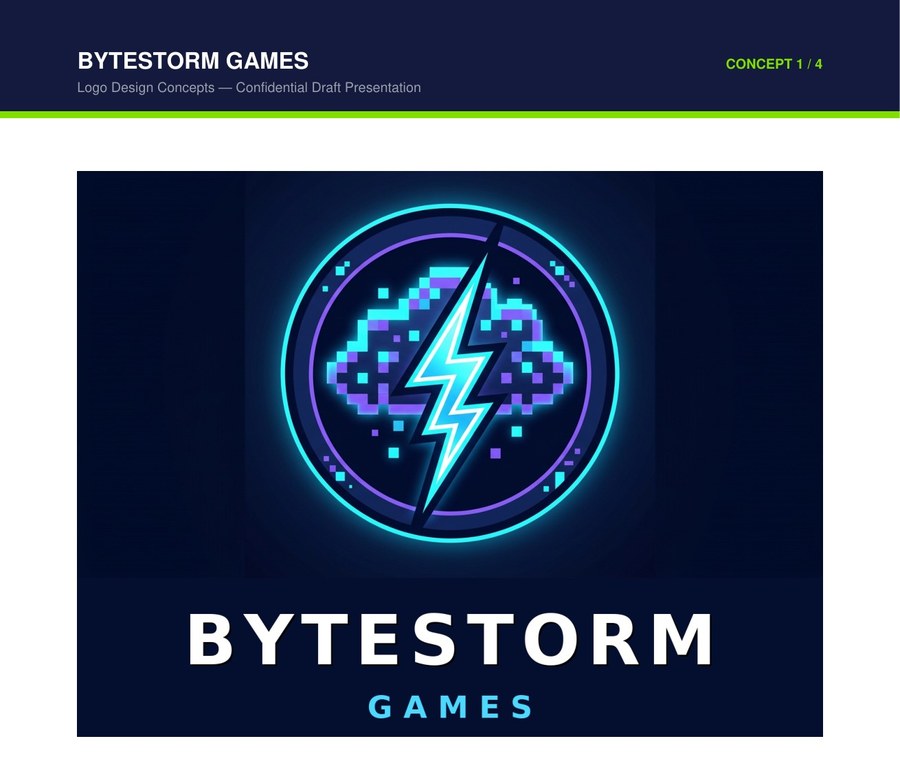 BYTESTORM GAMES
CONCEPT 1 / 4
Logo Design Concepts — Confidential Draft Presentation
BYTESTORM
GAMES